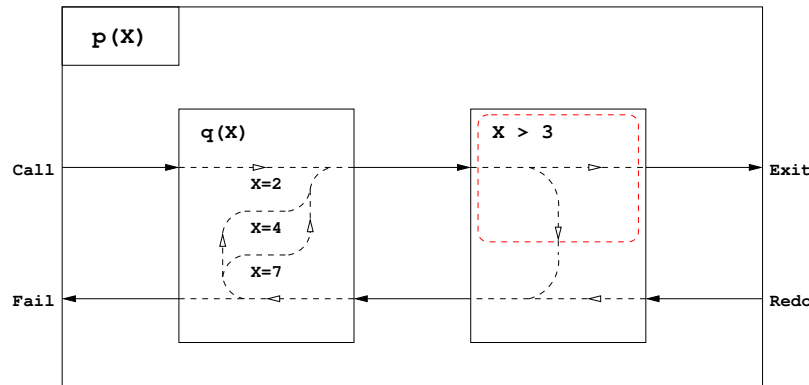 p(X)
q(X)
X > 3
Call
Exit
X=2
X=4
X=7
Fail
Redo